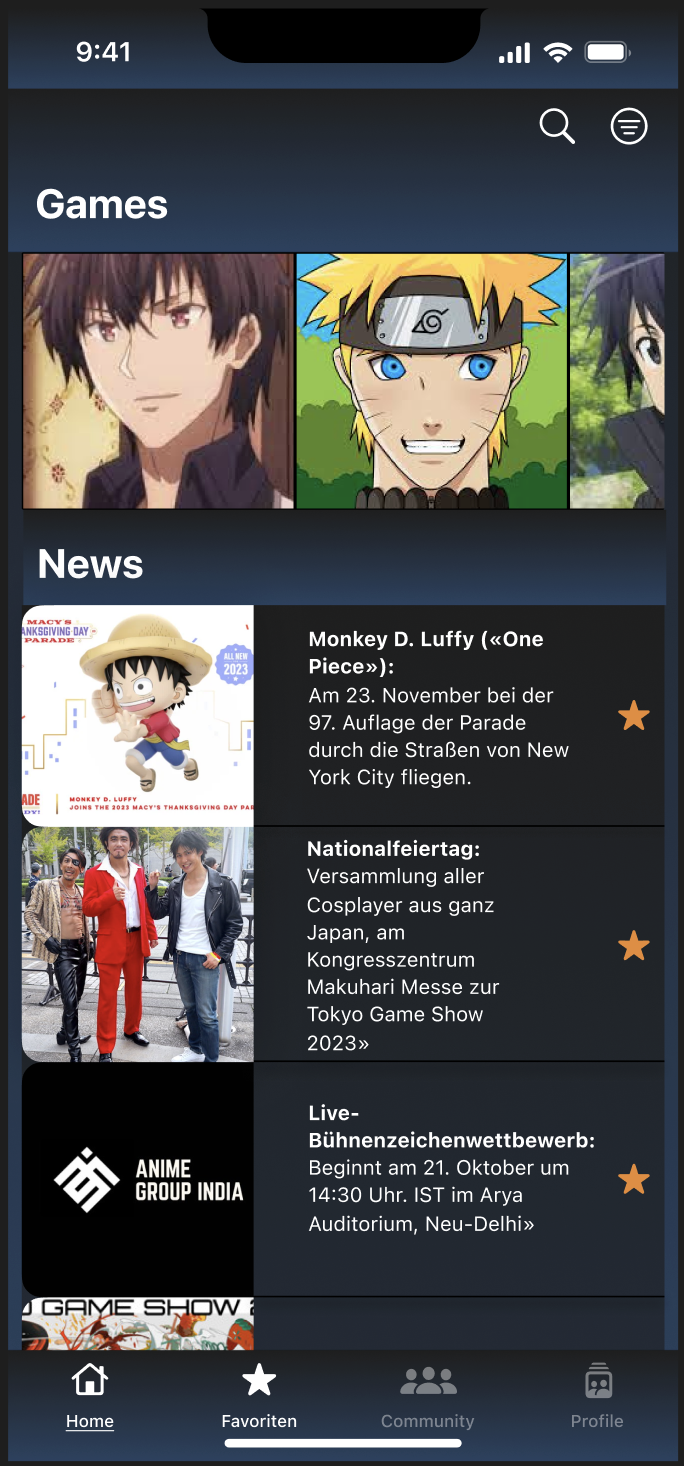 9:41
Games
News
MACY'S
ANKSGIVING DAY
PARADE
ALL NEW
2023
ADE
DY!
MONKEY D. LUFFY
JOINS THE 2023 MACY'S THANKSGIVING DAY PAR
Monkey D. Luffy («One
Piece»):
Am 23. November bei der
97. Auflage der Parade
durch die Straßen von New
York City fliegen.
Nationalfeiertag:
Versammlung aller
Cosplayer aus ganz
Japan, am
Kongresszentrum
Makuhari Messe zur
Tokyo Game Show
2023»
ANIME
GROUP INDIA
Live-
Bühnenzeichenwettbewerb:
Beginnt am 21. Oktober um
14:30 Uhr. IST im Arya
Auditorium, Neu-Delhi»
GAME SHOW
Home
Favoriten
Community
Profile